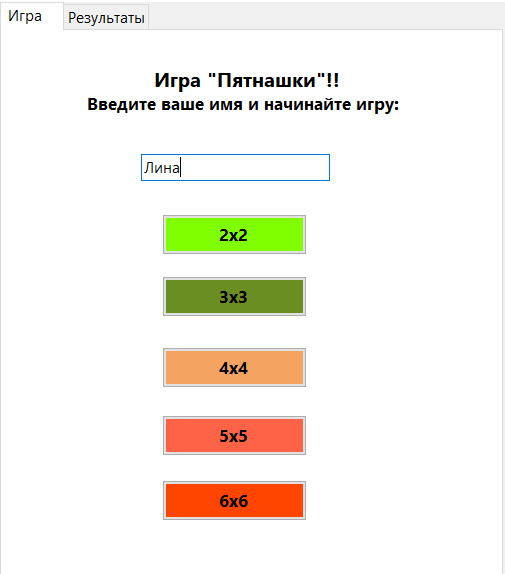 Игра
Результаты
Игра "Пятнашки"!!
Введите ваше имя и начинайте игру:
Лина
2x2
3x3
4x4
5x5
6x6